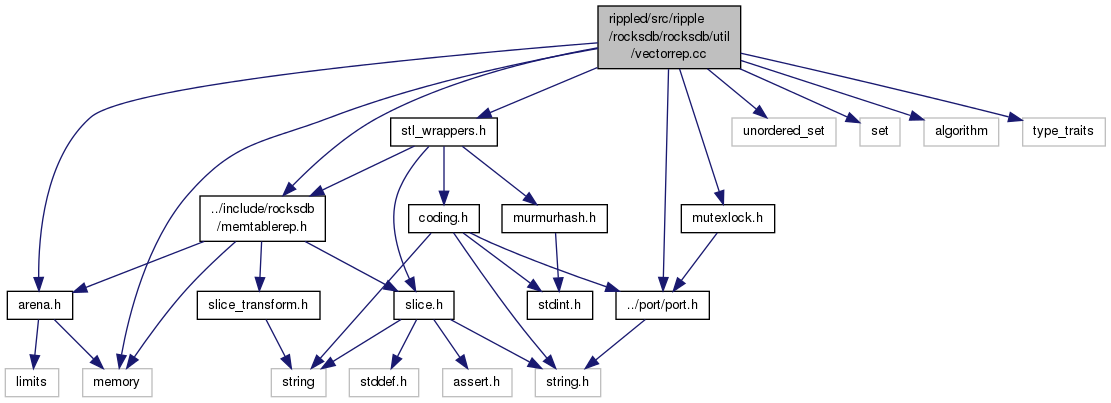 rippled/src/ripple
/rocksdb/rocksdb/util
/vectorrep.cc
stl_wrappers.h
unordered_set
set
algorithm
type_traits
../include/rocksdb
/memtablerep.h
coding.h
murmurhash.h
mutexlock.h
arena.h
slice_transform.h
slice.h
stdint.h
../port/port.h
limits
memory
string
stddef.h
assert.h
string.h